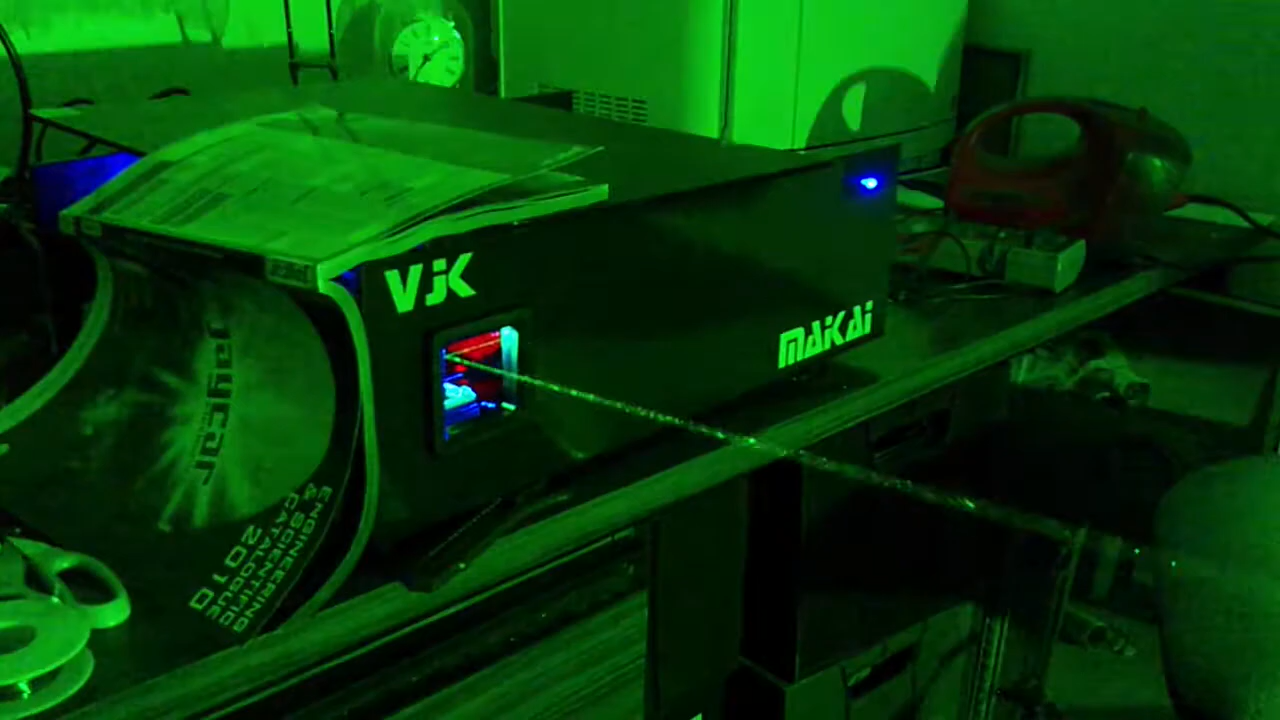 VJK
MAKAI
Jaycar
ENGINEERING
& SCIENTIFIC
CATALOGUE
2010